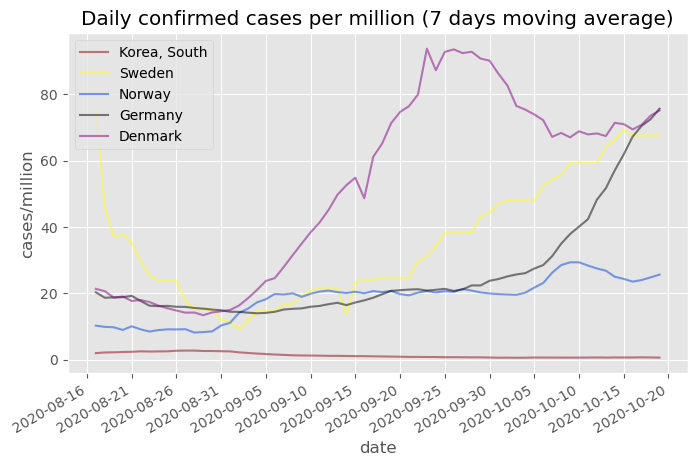 Daily confirmed cases per million (7 days moving average)
Korea, South
Sweden
Norway
Germany
Denmark
cases/million
80
60
40
20
0
2020-08-16
2020-08-21
2020-08-26
2020-08-31
2020-09-05
2020-09-10
2020-09-15
2020-09-20
2020-09-25
2020-09-30
2020-10-05
2020-10-10
2020-10-15
2020-10-20
date